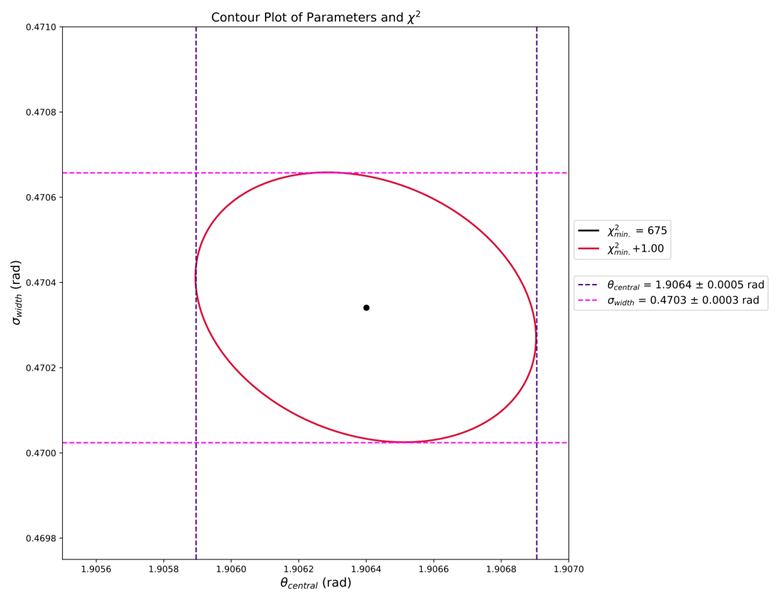 Contour Plot of Parameters and χ²
0.4710
0.4708
0.4706
0.4704
0.4702
0.4700
0.4698
σ_width (rad)
1.9056
1.9058
1.9060
1.9062
1.9064
1.9066
1.9068
1.9070
θ_central (rad)
χ²_min. = 675
χ²_min.+1.00
θ_central = 1.9064 ± 0.0005 rad
σ_width = 0.4703 ± 0.0003 rad